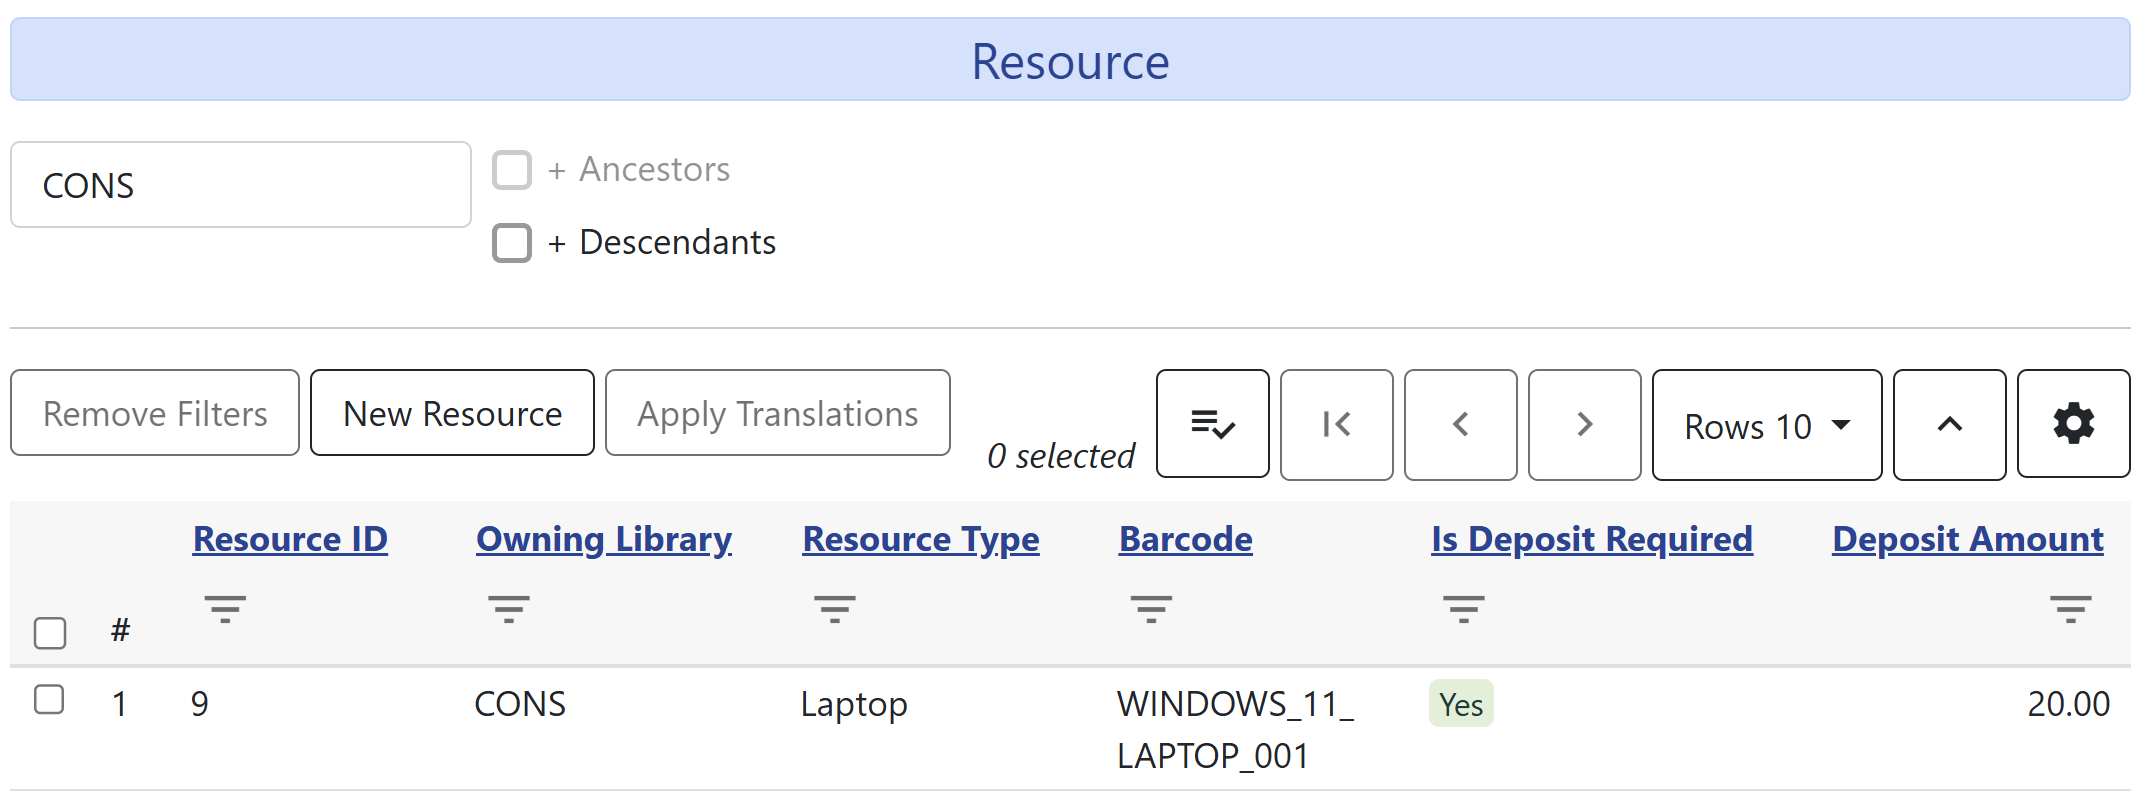 Resource
CONS
+ Ancestors
+ Descendants
Remove Filters New Resource Apply Translations 0 selected Rows 10
Resource ID Owning Library Resource Type Barcode Is Deposit Required Deposit Amount
#
1 9 CONS Laptop WINDOWS_11_ Yes 20.00
LAPTOP_001